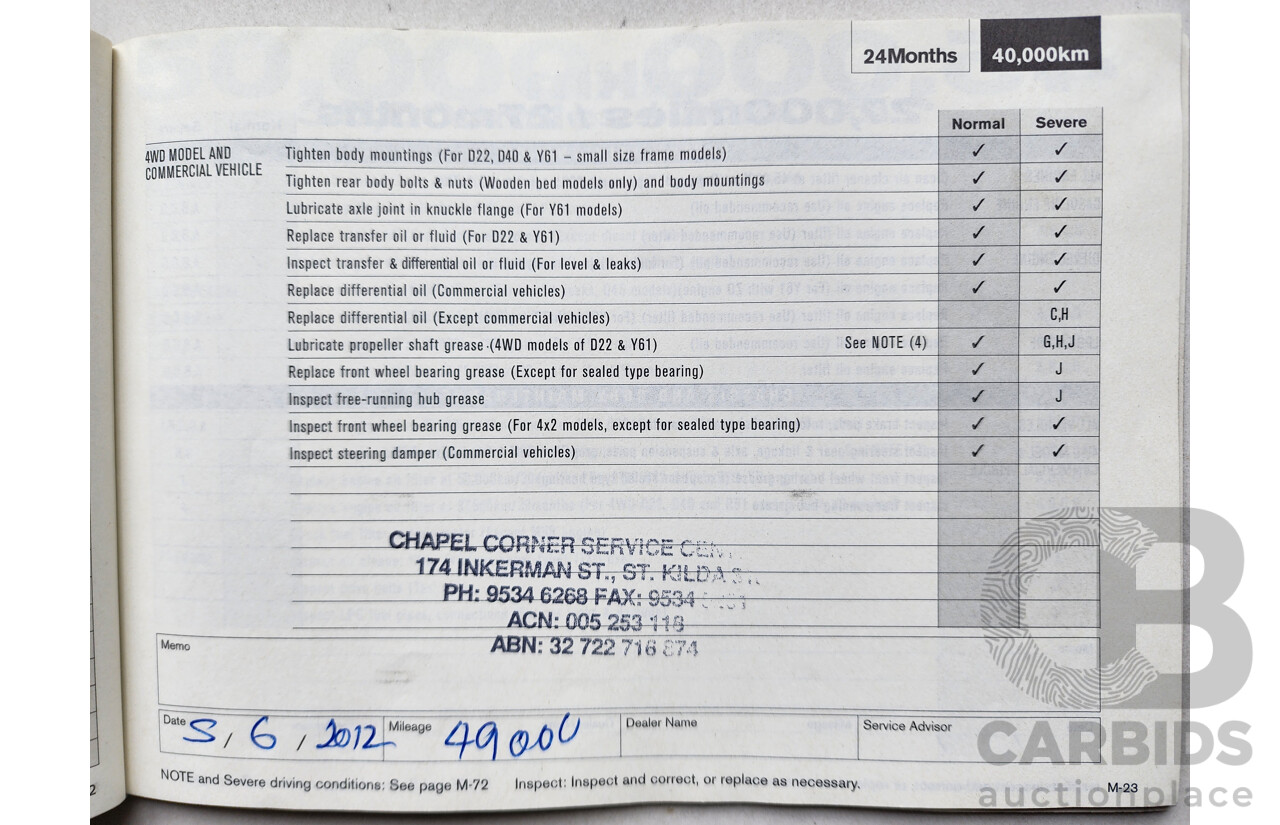 24Months 40,000km
Normal Severe
4WD MODEL AND
COMMERCIAL VEHICLE
Tighten body mountings (For D22, D40 & Y61 – small size frame models) ✓ ✓
Tighten rear body bolts & nuts (Wooden bed models only) and body mountings ✓ ✓
Lubricate axle joint in knuckle flange (For Y61 models) ✓ ✓
Replace transfer oil or fluid (For D22 & Y61) ✓ ✓
Inspect transfer & differential oil or fluid (For level & leaks) ✓ ✓
Replace differential oil (Commercial vehicles) ✓ ✓
Replace differential oil (Except commercial vehicles) C,H
Lubricate propeller shaft grease (4WD models of D22 & Y61) See NOTE (4) ✓ G,H,J
Replace front wheel bearing grease (Except for sealed type bearing) ✓ J
Inspect free-running hub grease ✓ J
Inspect front wheel bearing grease (For 4x2 models, except for sealed type bearing) ✓ ✓
Inspect steering damper (Commercial vehicles) ✓ ✓
CHAPEL CORNER SERVICE
174 INKERMAN ST., ST. KILDA
PH: 9534 6268 FAX: 9534
ACN: 005 253 118
ABN: 32 722 716 874
Memo
Date 5, 6, 2012 Mileage 49000 Dealer Name Service Advisor
NOTE and Severe driving conditions: See page M-72 Inspect: Inspect and correct, or replace as necessary.
M-23
2
CARBIDS
auctionplace